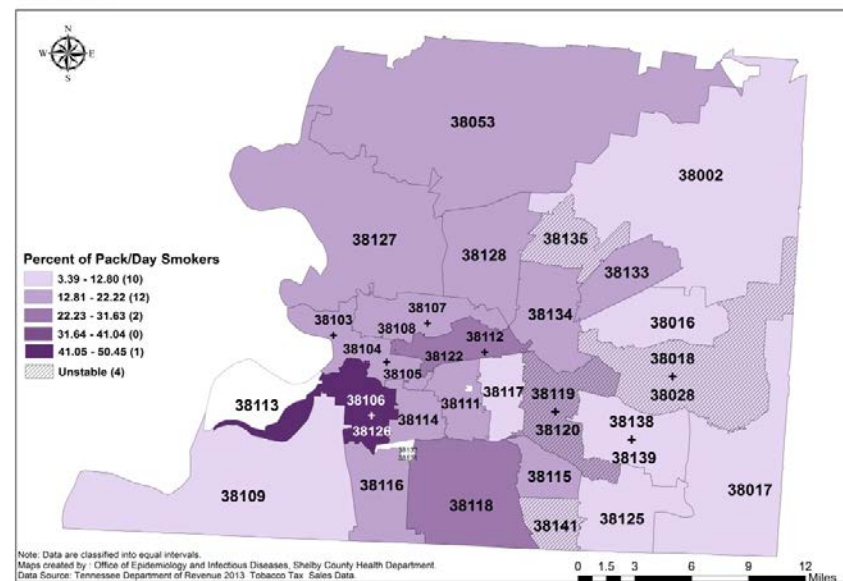 N
W E
S
38053
38002
38127
38128
38135
38133
38134
38016
38103
38107
+
+
38108
38112
38104
+
38122
+
38105
38018
+
38028
38113
38106
+
38126
38114
38111
38117
38119
+
38120
38138
+
38139
38109
38116
38118
38115
38141
38125
38017
Percent of Pack/Day Smokers
3.39 - 12.80 (10)
12.81 - 22.22 (12)
22.23 - 31.63 (2)
31.64 - 41.04 (0)
41.05 - 50.45 (1)
Unstable (4)
Note: Data are classified into equal intervals.
Maps created by : Office of Epidemiology and Infectious Diseases, Shelby County Health Department.
Data Source: Tennessee Department of Revenue 2013 Tobacco Tax Sales Data.
0 1.5 3 6 9 12
Miles